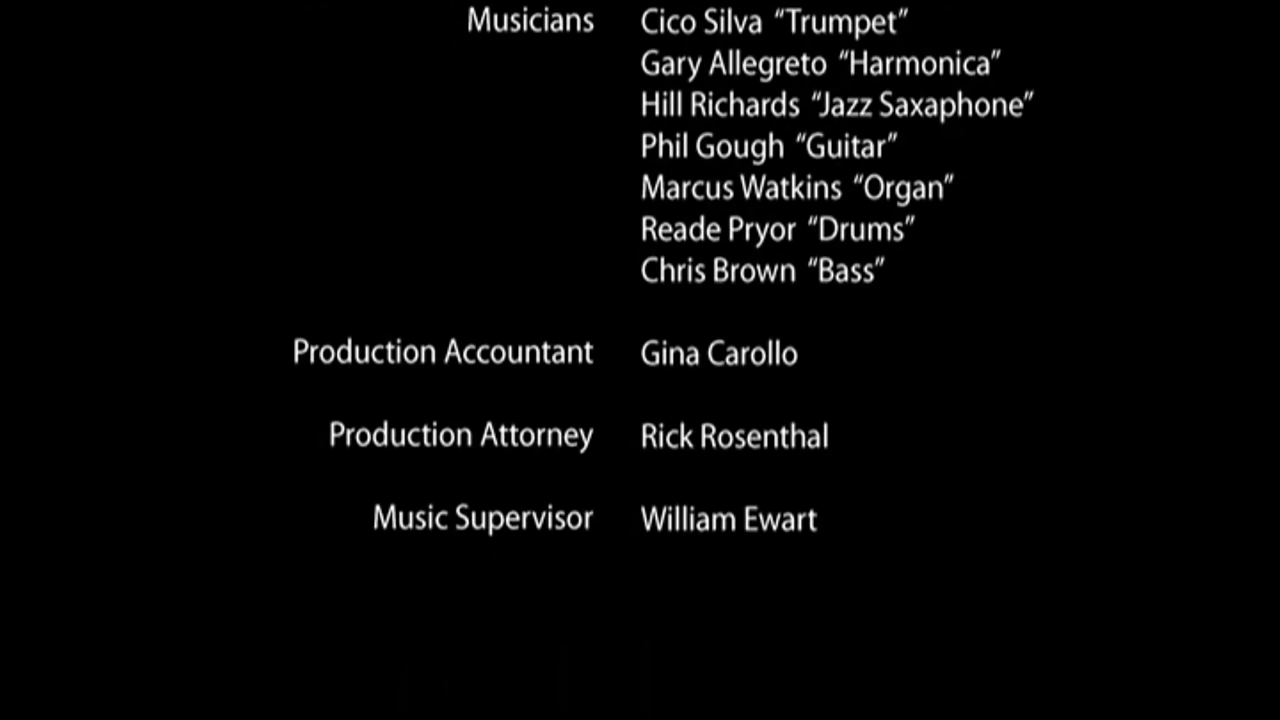 Musicians Cico Silva “Trumpet”
Gary Allegreto “Harmonica”
Hill Richards “Jazz Saxaphone”
Phil Gough “Guitar”
Marcus Watkins “Organ”
Reade Pryor “Drums”
Chris Brown “Bass”
Production Accountant Gina Carollo
Production Attorney Rick Rosenthal
Music Supervisor William Ewart